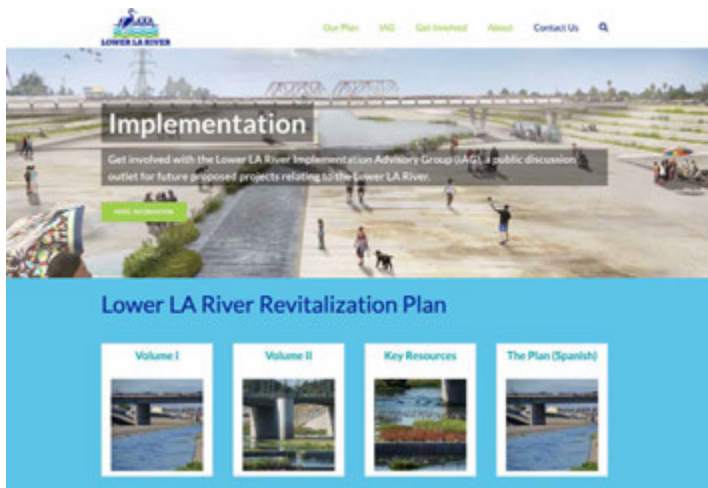 LOWER LA RIVER
Our Plan IAG Get Involved About Contact Us
Implementation
Get involved with the Lower LA River Implementation Advisory Group (IAG), a public discussion
outlet for future proposed projects relating to the Lower LA River.
MORE INFORMATION
Lower LA River Revitalization Plan
Volume I Volume II Key Resources The Plan (Spanish)